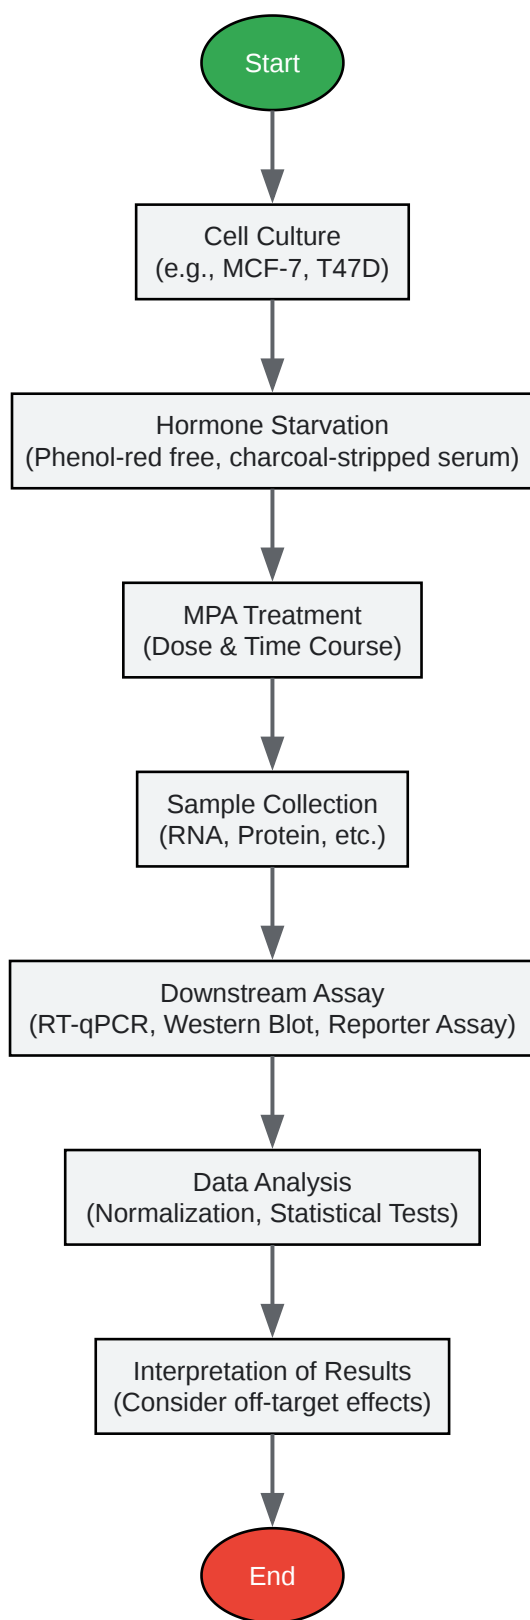 Start
Cell Culture
(e.g., MCF-7, T47D)
Hormone Starvation
(Phenol-red free, charcoal-stripped serum)
MPA Treatment
(Dose & Time Course)
Sample Collection
(RNA, Protein, etc.)
Downstream Assay
(RT-qPCR, Western Blot, Reporter Assay)
Data Analysis
(Normalization, Statistical Tests)
Interpretation of Results
(Consider off-target effects)
End